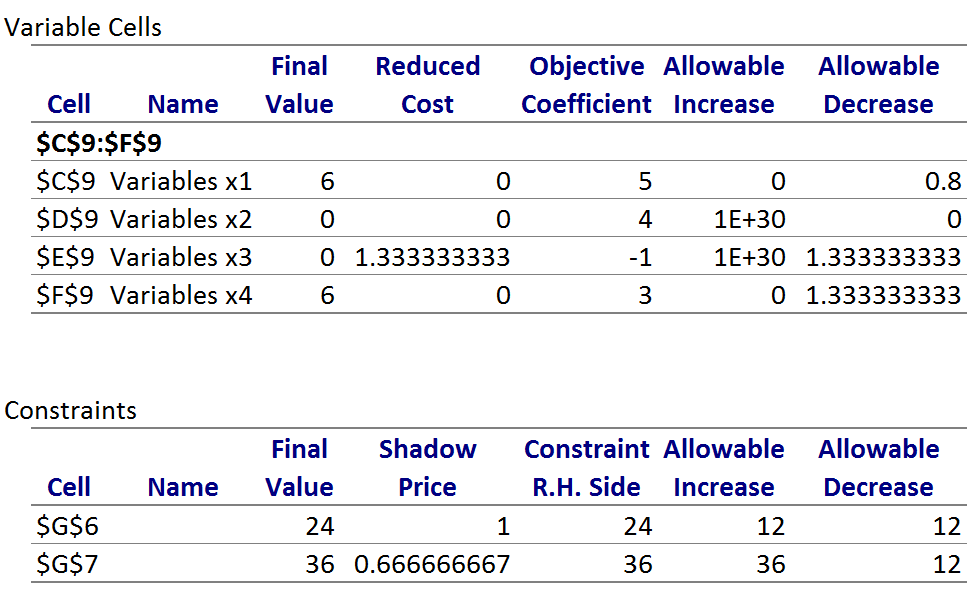 Variable Cells
Final Reduced Objective Allowable Allowable
Cell Name Value Cost Coefficient Increase Decrease
$C$9:$F$9
$C$9 Variables x1 6 0 5 0 0.8
$D$9 Variables x2 0 0 4 1E+30 0
$E$9 Variables x3 0 1.333333333 -1 1E+30 1.333333333
$F$9 Variables x4 6 0 3 0 1.333333333
Constraints
Final Shadow Constraint Allowable Allowable
Cell Name Value Price R.H. Side Increase Decrease
$G$6 24 1 24 12 12
$G$7 36 0.666666667 36 36 12